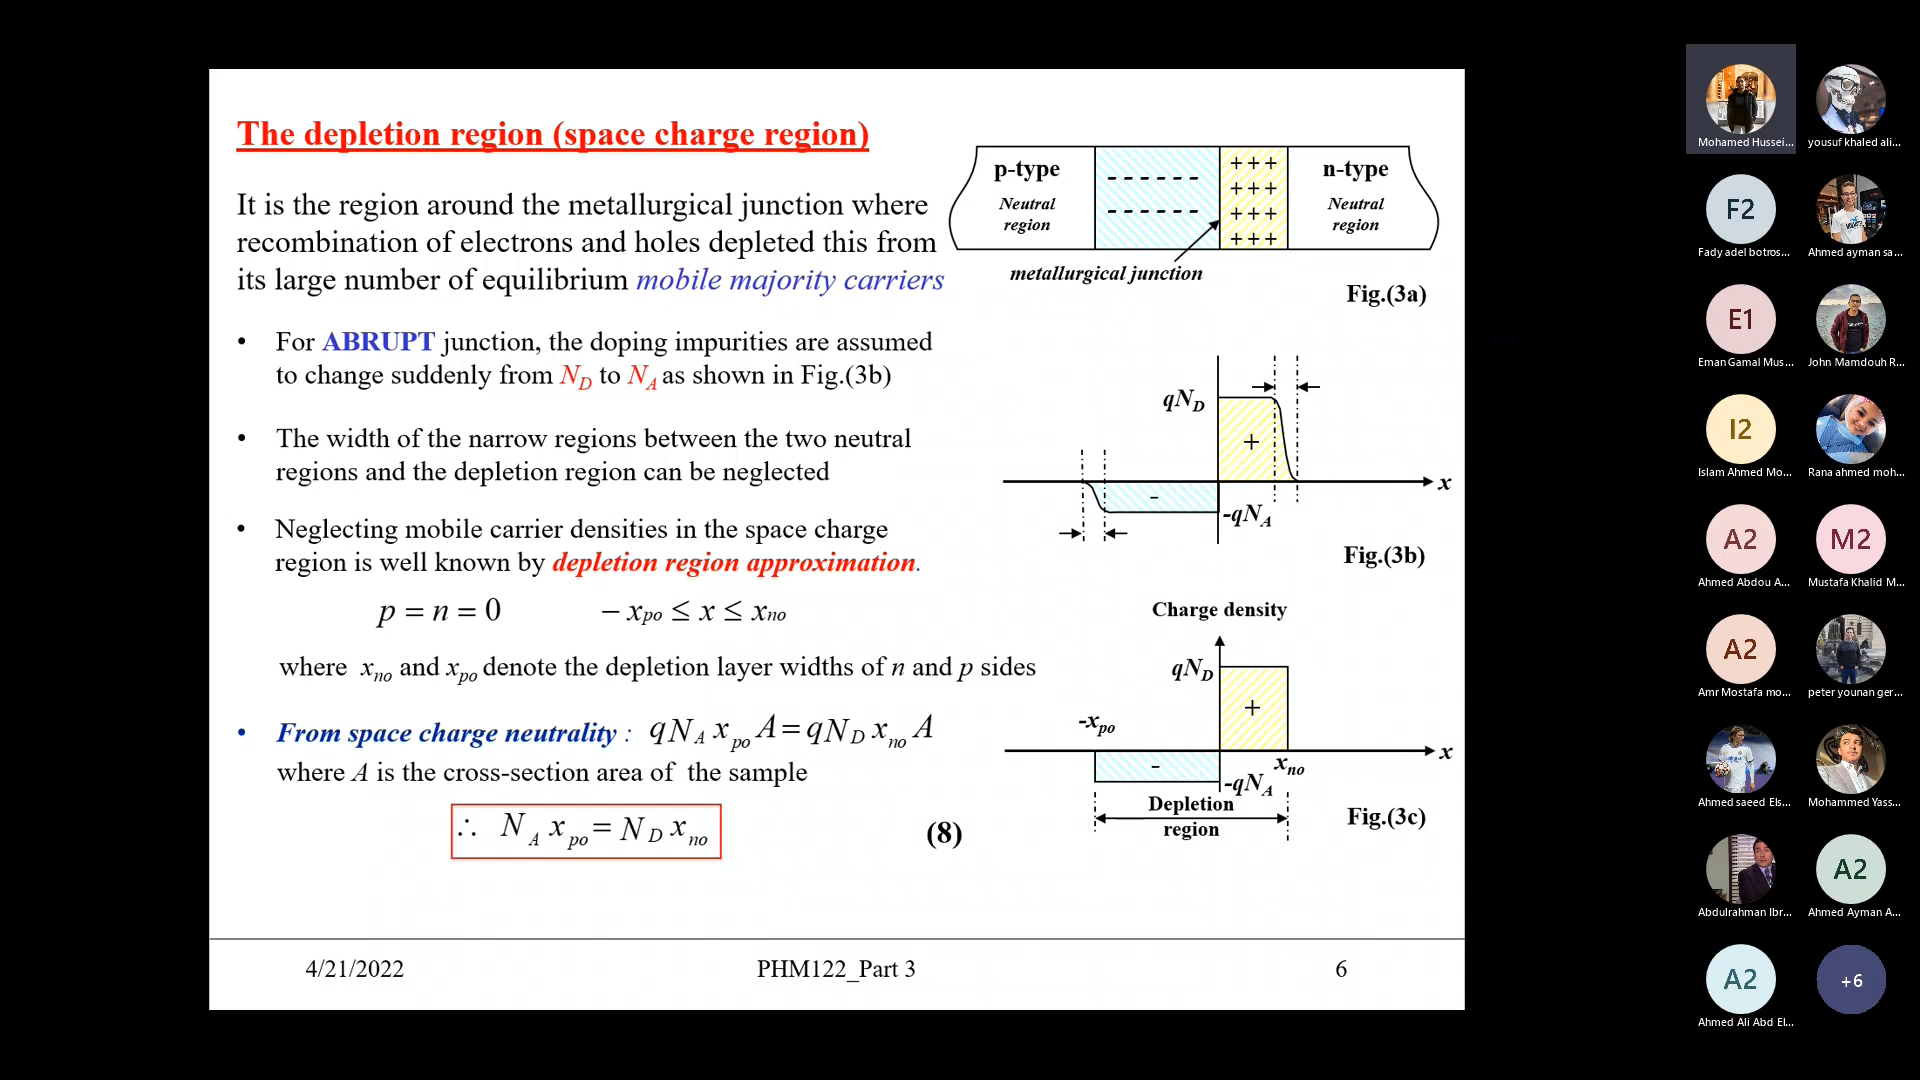 The depletion region (space charge region)
It is the region around the metallurgical junction where
recombination of electrons and holes depleted this from
its large number of equilibrium mobile majority carriers
• For ABRUPT junction, the doping impurities are assumed
to change suddenly from N_D to N_A as shown in Fig.(3b)
• The width of the narrow regions between the two neutral
regions and the depletion region can be neglected
• Neglecting mobile carrier densities in the space charge
region is well known by depletion region approximation.
p = n = 0 − x_po ≤ x ≤ x_no
where x_no and x_po denote the depletion layer widths of n and p sides
• From space charge neutrality : qN_A x_po A = qN_D x_no A
where A is the cross-section area of the sample
∴ N_A x_po = N_D x_no
(8)
p-type
Neutral
region
- - - - - -
- - - - - -
+ + +
+ + +
+ + +
+ + +
n-type
Neutral
region
metallurgical junction
Fig.(3a)
qN_D
+
-
x
-qN_A
Fig.(3b)
Charge density
qN_D
+
-x_po
-
x
x_no
-qN_A
Depletion
region
Fig.(3c)
4/21/2022
PHM122_Part 3
6
Mohamed Hussei...
yousuf khaled ali...
F2
Fady adel botros...
Ahmed ayman sa...
E1
Eman Gamal Mus...
John Mamdouh R...
I2
Islam Ahmed Mo...
Rana ahmed moh...
A2
Ahmed Abdou A...
M2
Mustafa Khalid M...
A2
Amr Mostafa mo...
peter younan ger...
Ahmed saeed Els...
Mohammed Yass...
Abdulrahman Ibr...
A2
Ahmed Ayman A...
A2
Ahmed Ali Abd El...
+6